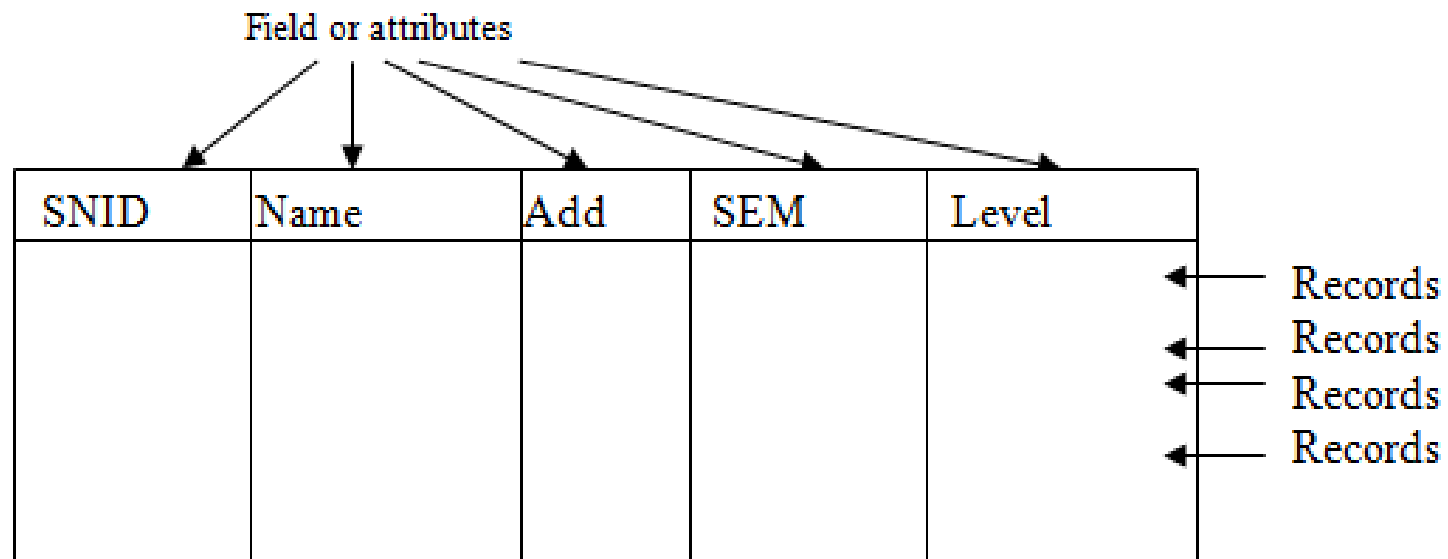 Field or attributes
SNID Name Add SEM Level
Records
Records
Records
Records